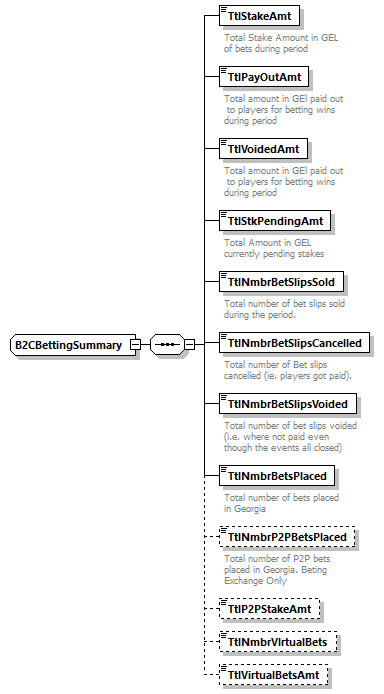 TtlStakeAmt
Total Stake Amount in GEL
of bets during period
TtlPayOutAmt
Total amount in GEl paid out
to players for betting wins
during period
TtlVoidedAmt
Total amount in GEl paid out
to players for betting wins
during period
TtlStkPendingAmt
Total Amount in GEL
currently pending stakes
TtlNmbrBetSlipsSold
Total number of bet slips sold
during the period.
B2CBettingSummary
TtlNmbrBetSlipsCancelled
Total number of Bet slips
cancelled (ie. players got paid).
TtlNmbrBetSlipsVoided
Total number of bet slips voided
(i.e. where not paid even
though the events all closed)
TtlNmbrBetsPlaced
Total number of bets placed
in Georgia
TtlNmbrP2PBetsPlaced
Total number of P2P bets
placed in Georgia. Beting
Exchange Only
TtlP2PStakeAmt
TtlNmbrVIrtualBets
TtlVirtualBetsAmt